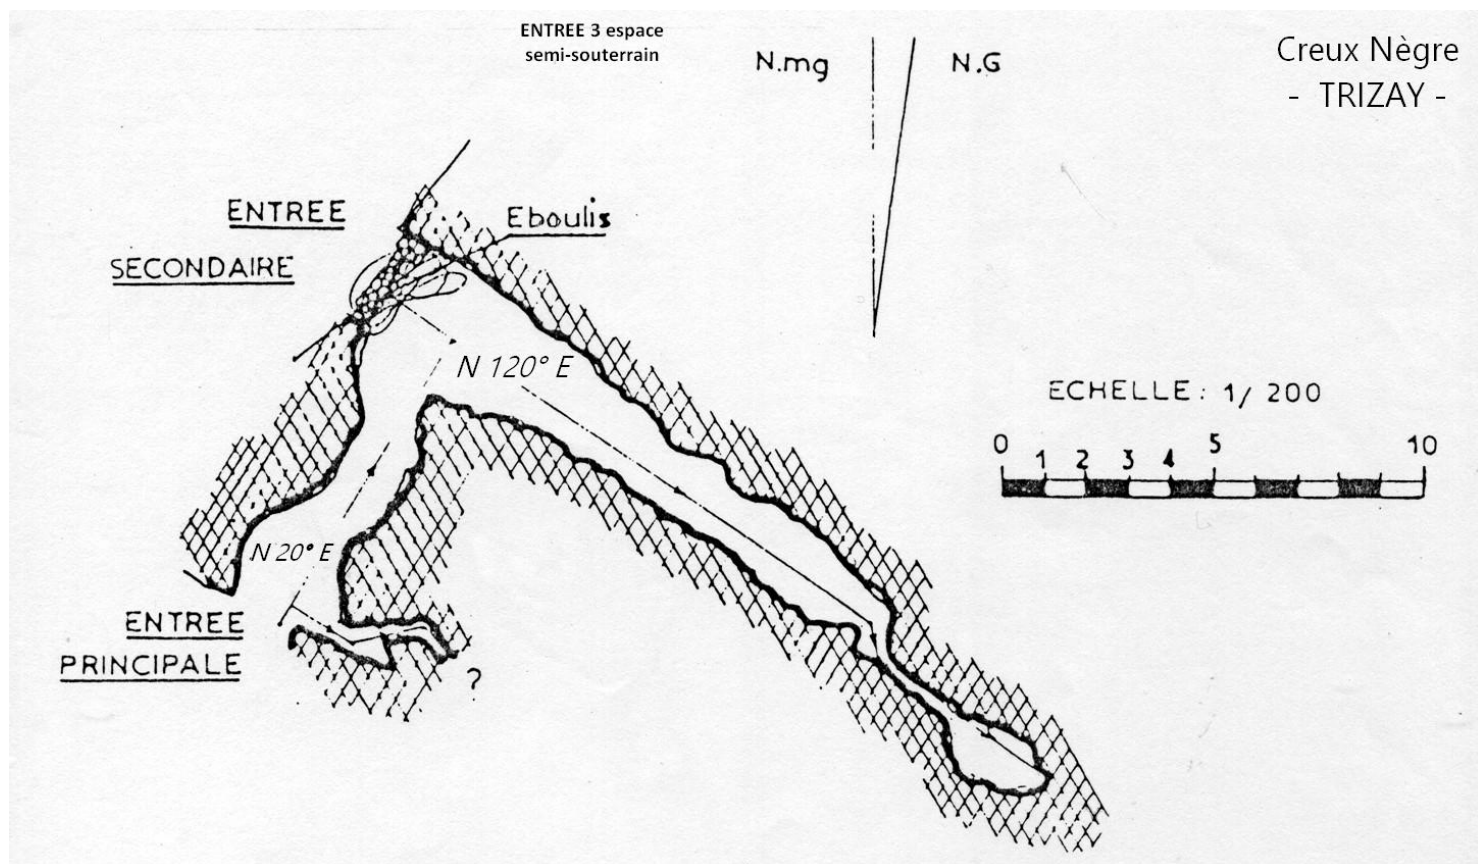 ENTREE 3 espace
semi-souterrain
N.mg
N.G
Creux Nègre
- TRIZAY -
ENTREE
SECONDAIRE
Eboulis
N 120° E
ECHELLE: 1/ 200
0 1 2 3 4 5 10
N 20° E
ENTREE
PRINCIPALE
?